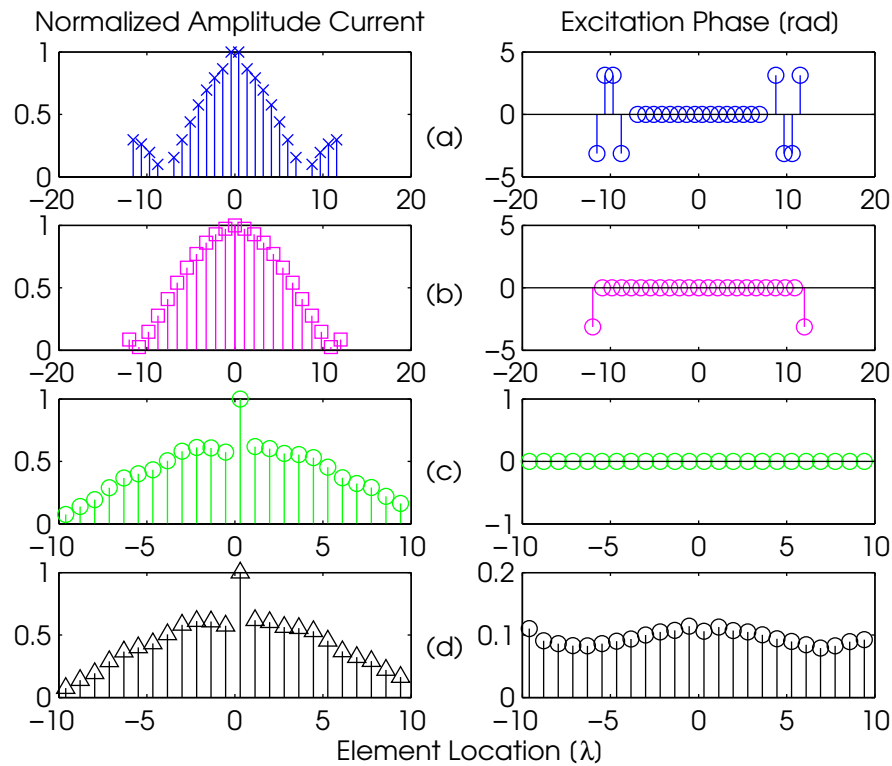 Normalized Amplitude Current Excitation Phase (rad)
1 5
0.5 0
(a)
0 −5
−20 −10 0 10 20 −20 −10 0 10 20
1 5
0.5 0
(b)
0 −5
−20 −10 0 10 20 −20 −10 0 10 20
1 1
0.5 0
(c)
0 −1
−10 −5 0 5 10 −10 −5 0 5 10
1 0.2
0.5 0.1
(d)
0 0
−10 −5 0 5 10 −10 −5 0 5 10
Element Location (λ)